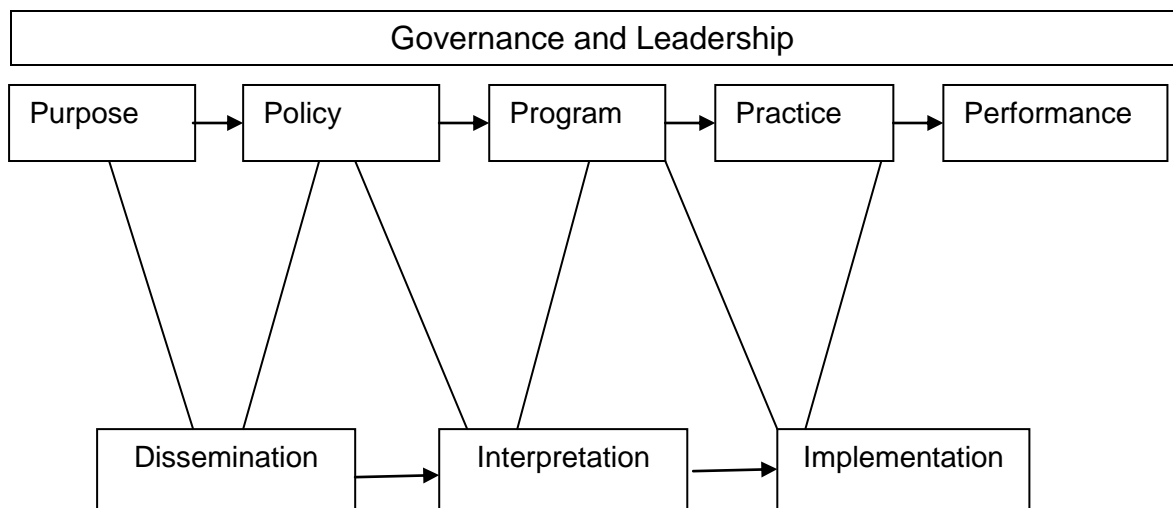 Governance and Leadership
Purpose
Policy
Program
Practice
Performance
Dissemination
Interpretation
Implementation